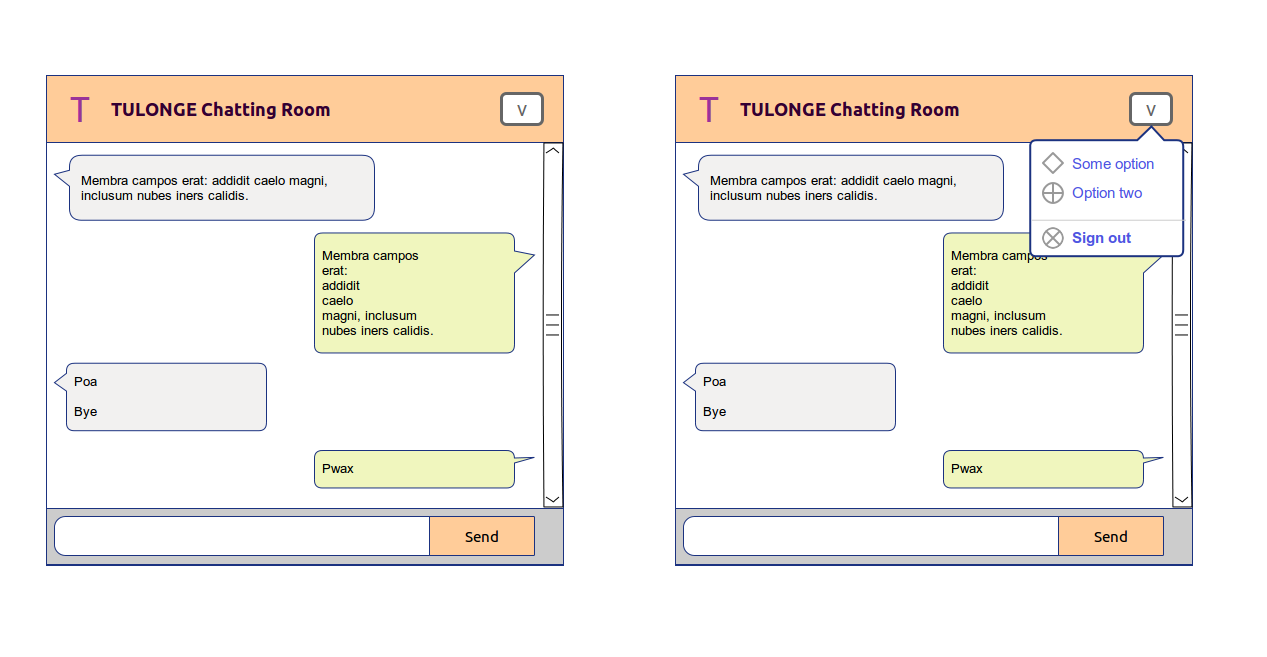 T TULONGE Chatting Room V
Membra campos erat: addidit caelo magni,
inclusum nubes iners calidis.
Membra campos
erat:
addidit
caelo
magni, inclusum
nubes iners calidis.
Poa
Bye
Pwax
Send
T TULONGE Chatting Room V
Some option
Option two
Sign out
Membra campos erat: addidit caelo magni,
inclusum nubes iners calidis.
Membra campos
erat:
addidit
caelo
magni, inclusum
nubes iners calidis.
Poa
Bye
Pwax
Send